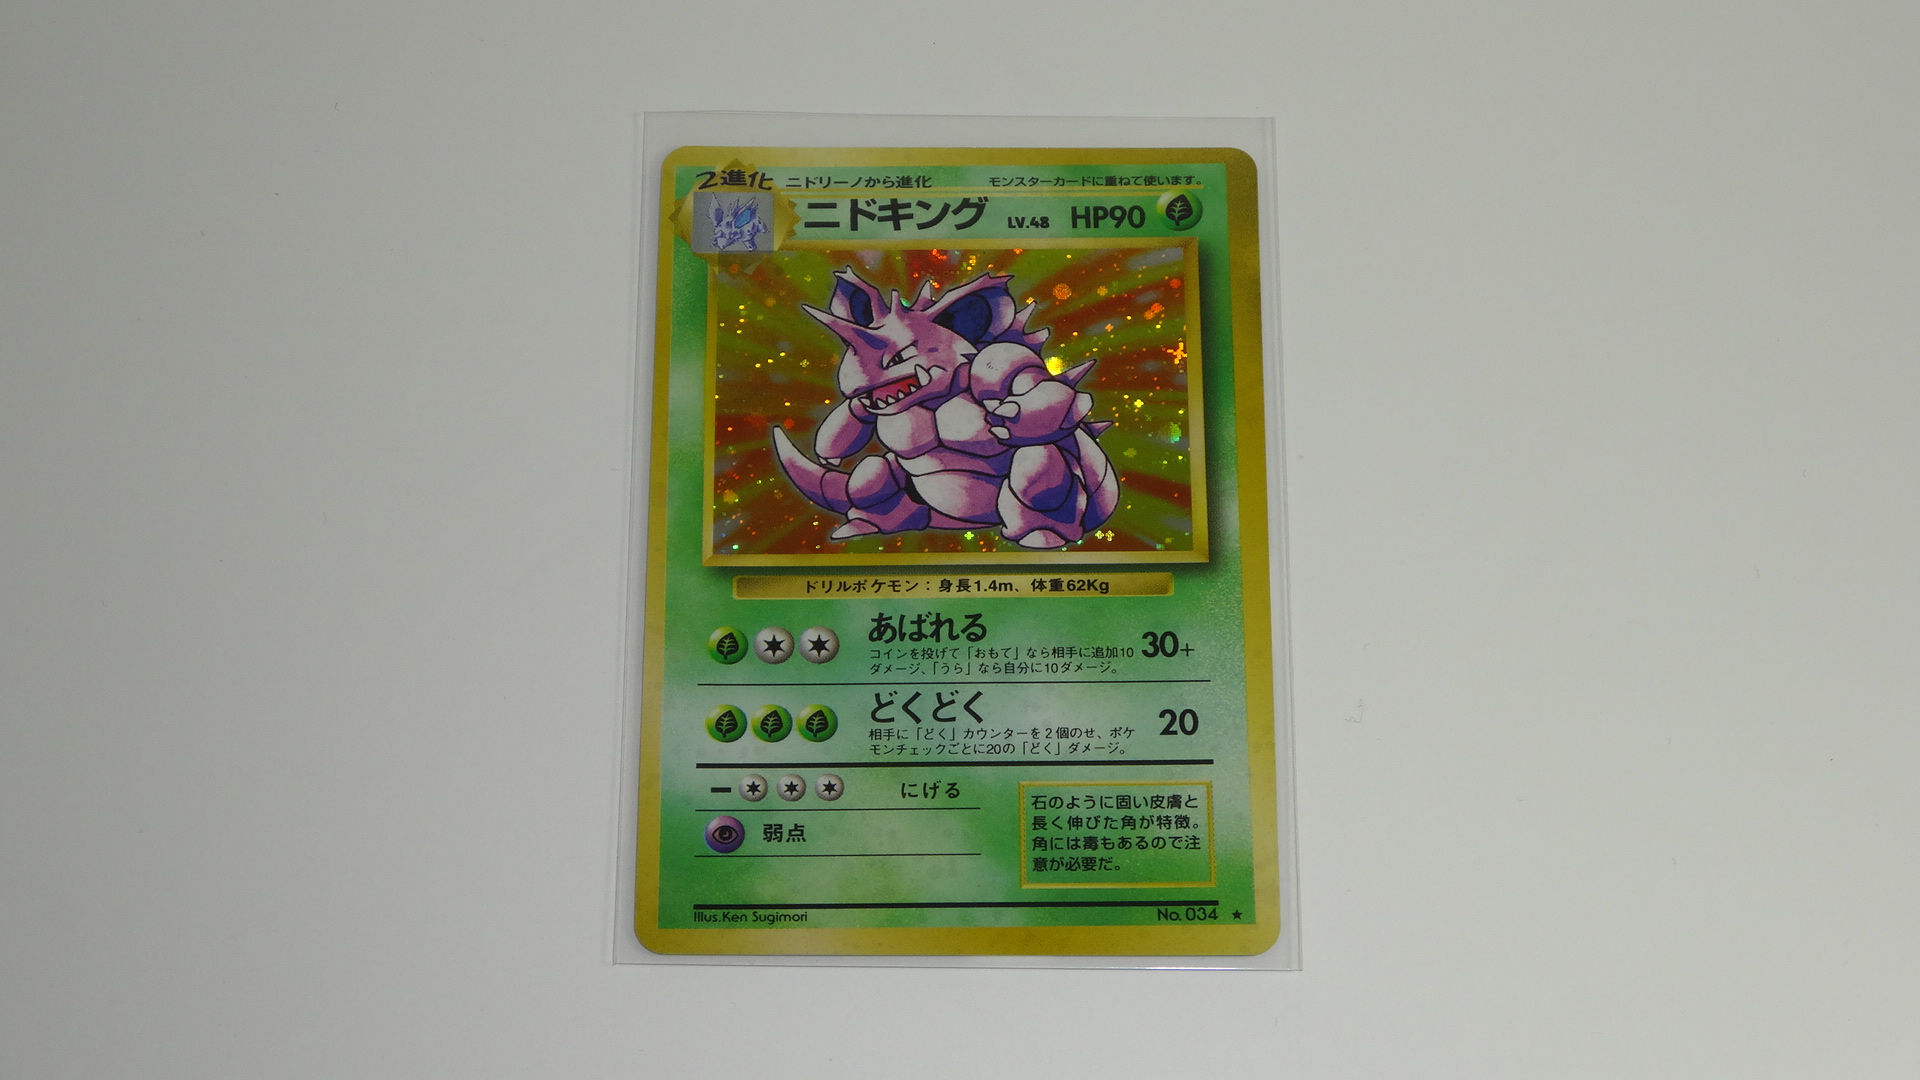 2進化 ニドリーノから進化 モンスターカードに重ねて使います。
ニドキング LV.48 HP90
ドリルポケモン：身長1.4m、体重62Kg
あばれる 30+
コインを投げて「おもて」なら相手に追加10
ダメージ、「うら」なら自分に10ダメージ。
どくどく 20
相手に「どく」カウンターを2個のせ、ポケ
モンチェックごとに20の「どく」ダメージ。
にげる
弱点
石のように固い皮膚と
長く伸びた角が特徴。
角には毒もあるので注
意が必要だ。
Illus.Ken Sugimori No.034 ★